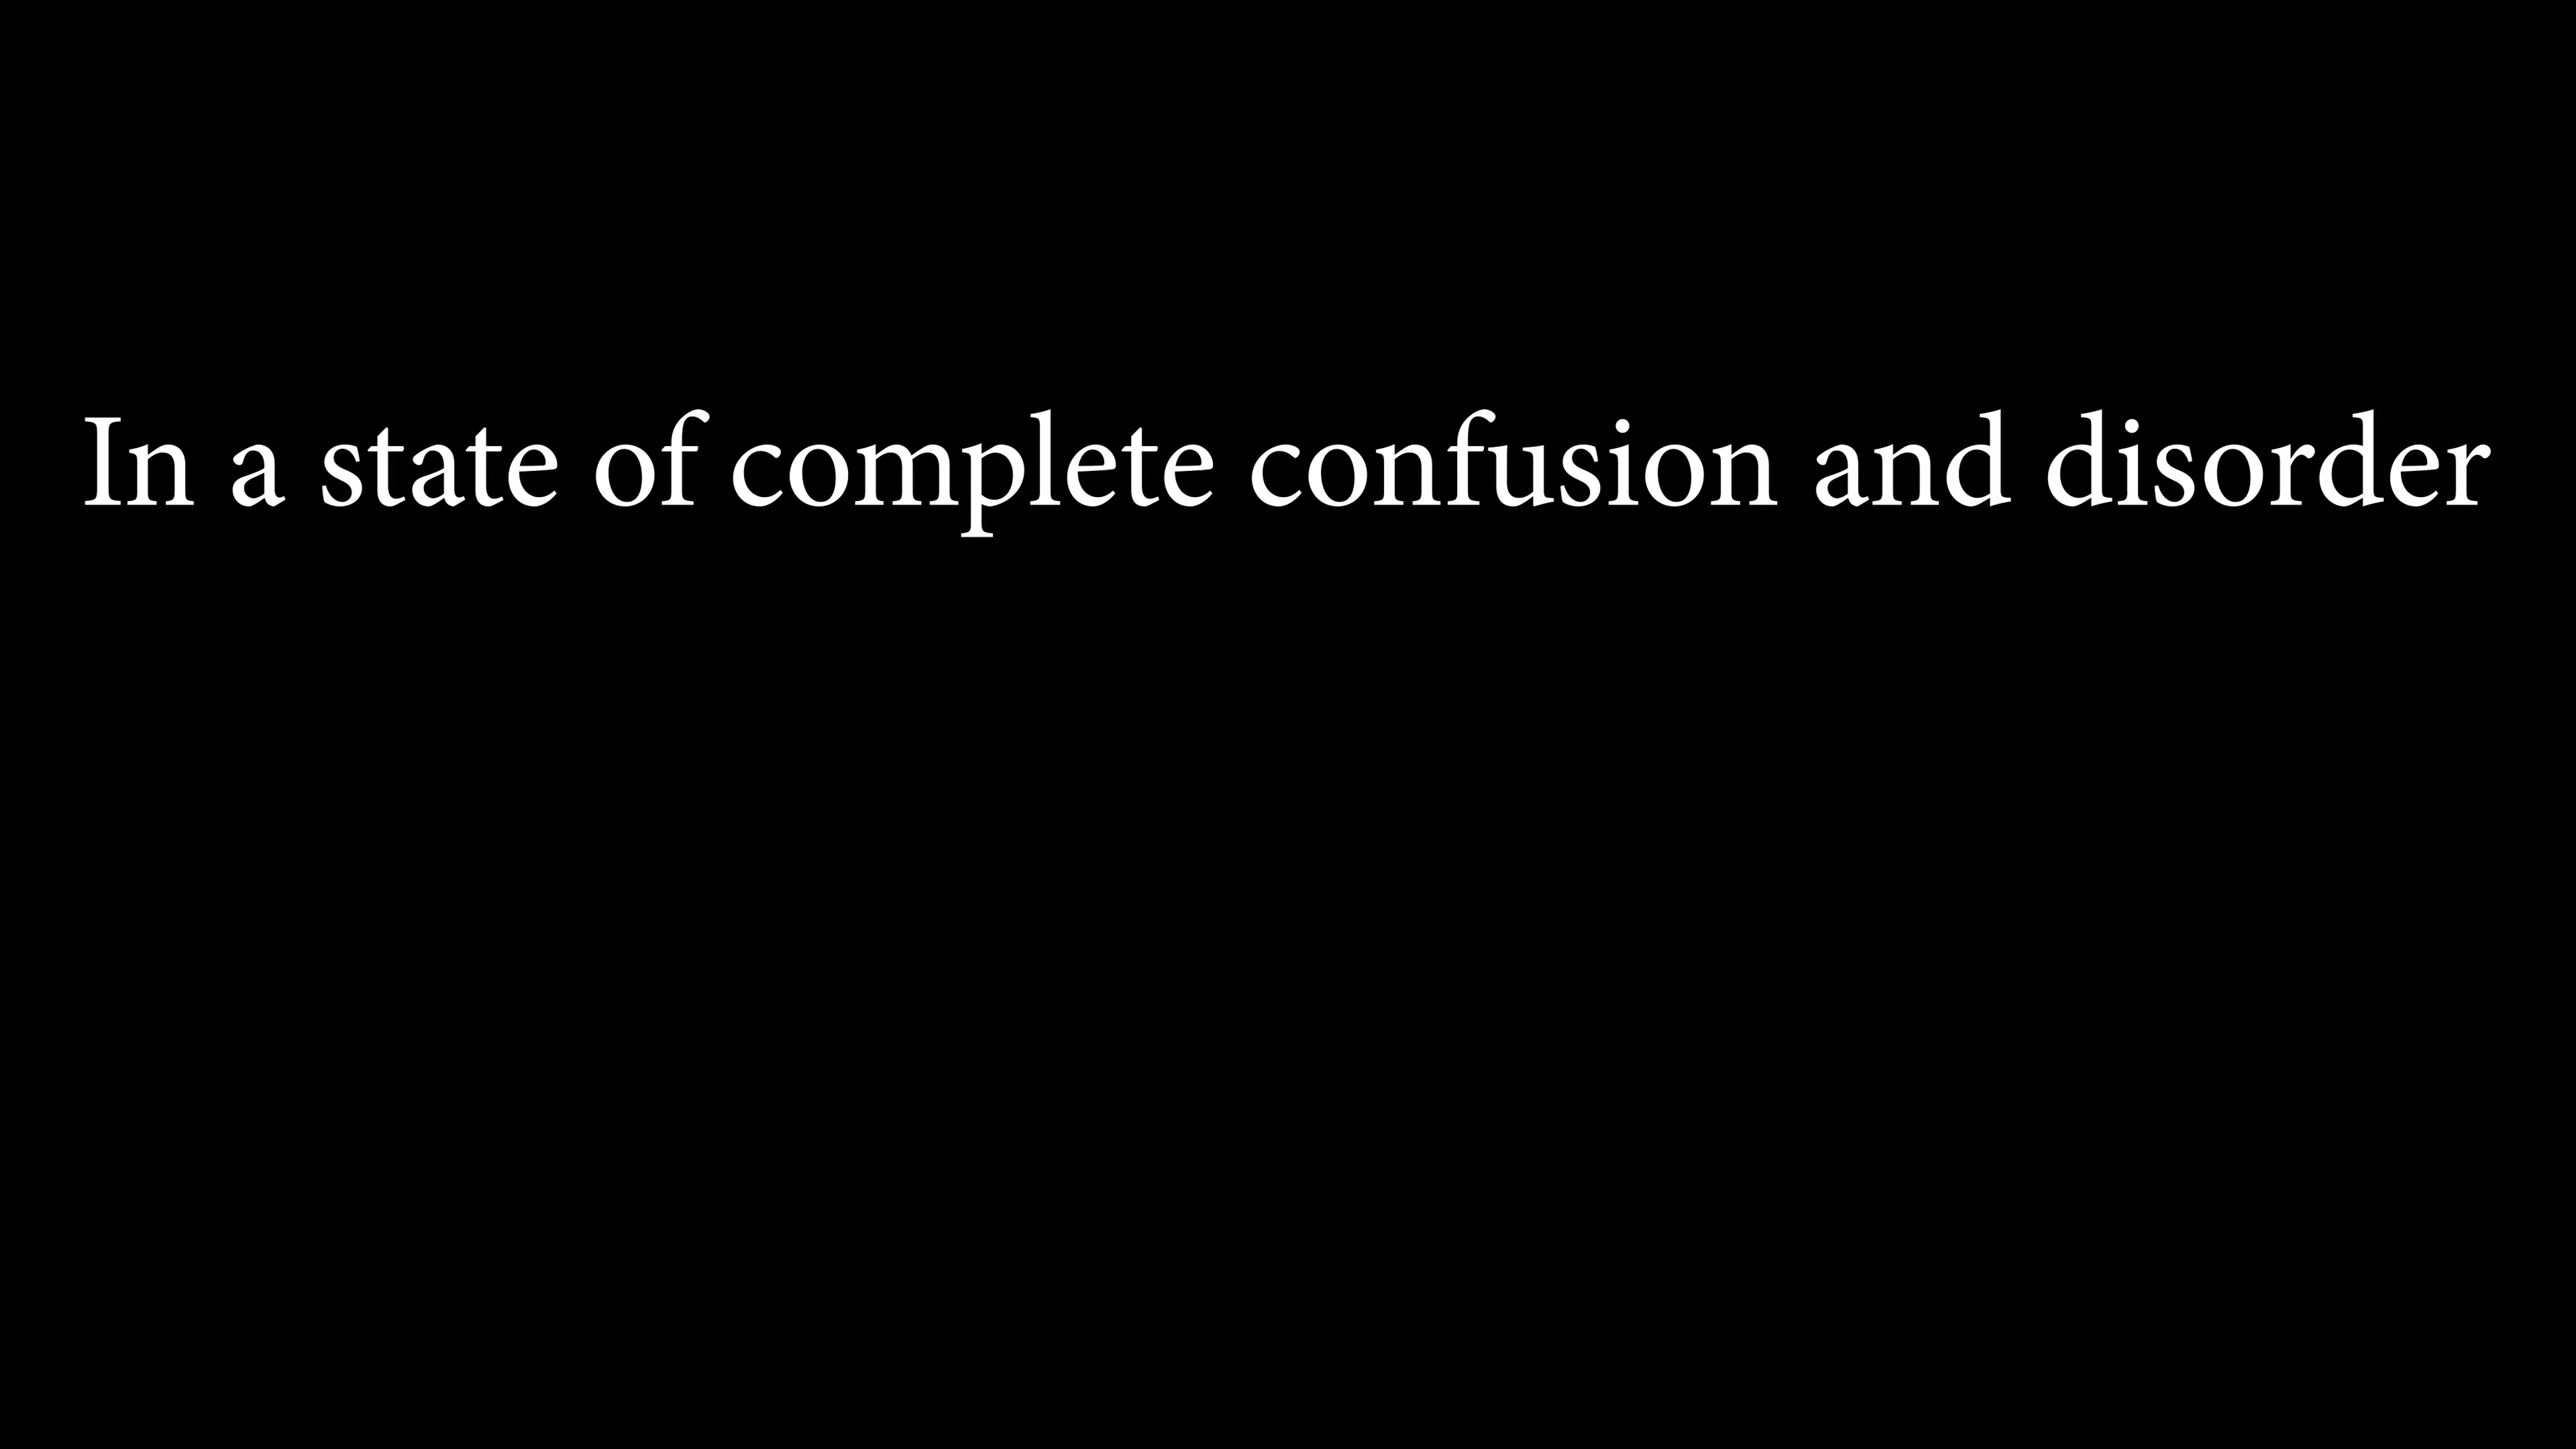 In a state of complete confusion and disorder